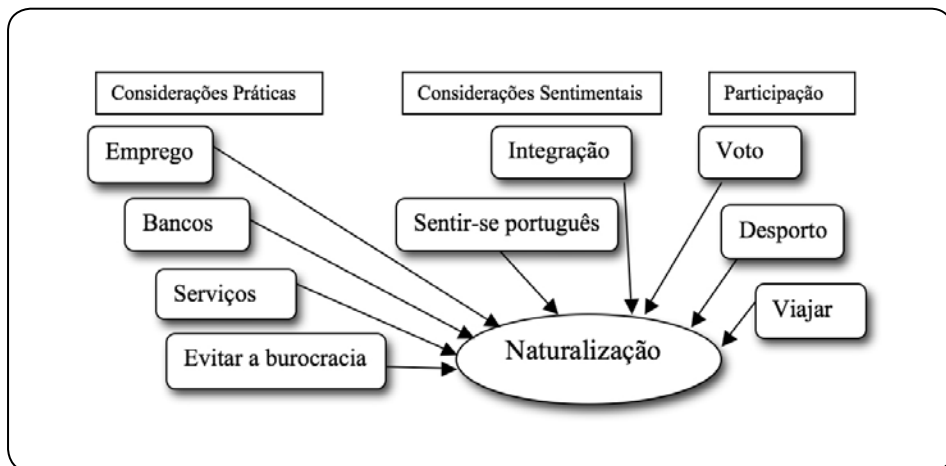 Considerações Práticas
Considerações Sentimentais
Participação
Emprego
Integração
Voto
Bancos
Sentir-se português
Desporto
Serviços
Viajar
Evitar a burocracia
Naturalização